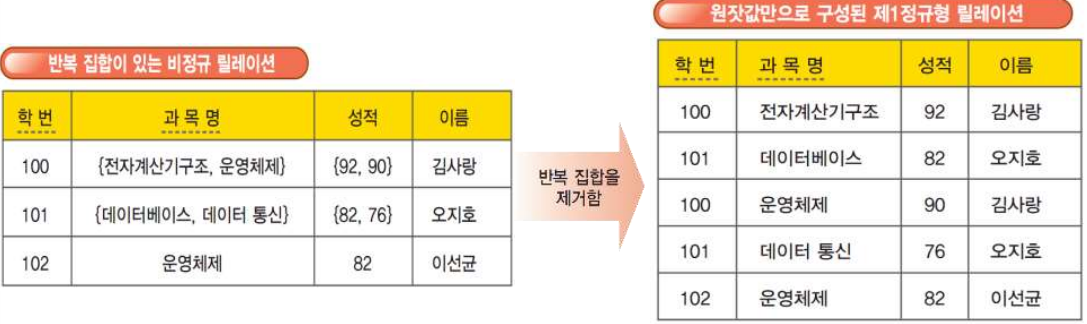 반복 집합이 있는 비정규 릴레이션
학 번 과 목 명 성적 이름
100 {전자계산기구조, 운영체제} {92, 90} 김사랑
101 {데이터베이스, 데이터 통신} {82, 76} 오지호
102 운영체제 82 이선균
반복 집합을
제거함
원잣값만으로 구성된 제1정규형 릴레이션
학 번 과 목 명 성적 이름
100 전자계산기구조 92 김사랑
101 데이터베이스 82 오지호
100 운영체제 90 김사랑
101 데이터 통신 76 오지호
102 운영체제 82 이선균